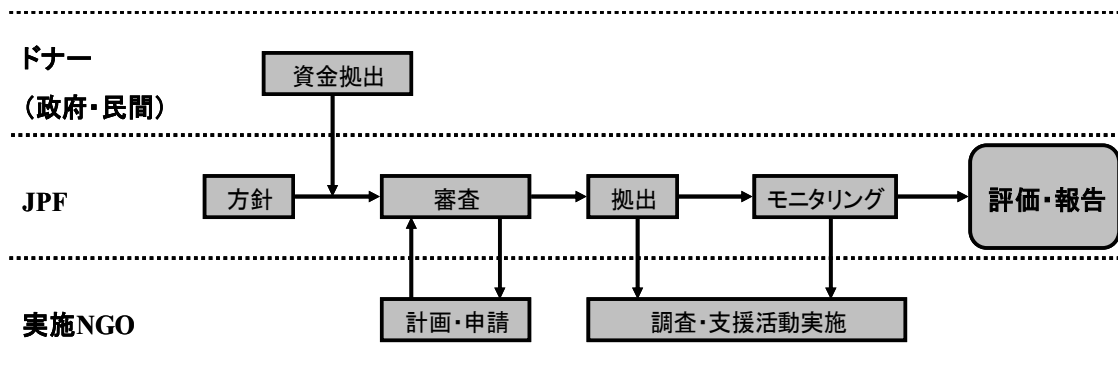 ドナー
（政府・民間）
資金拠出
JPF
方針
審査
拠出
モニタリング
評価・報告
実施NGO
計画・申請
調査・支援活動実施